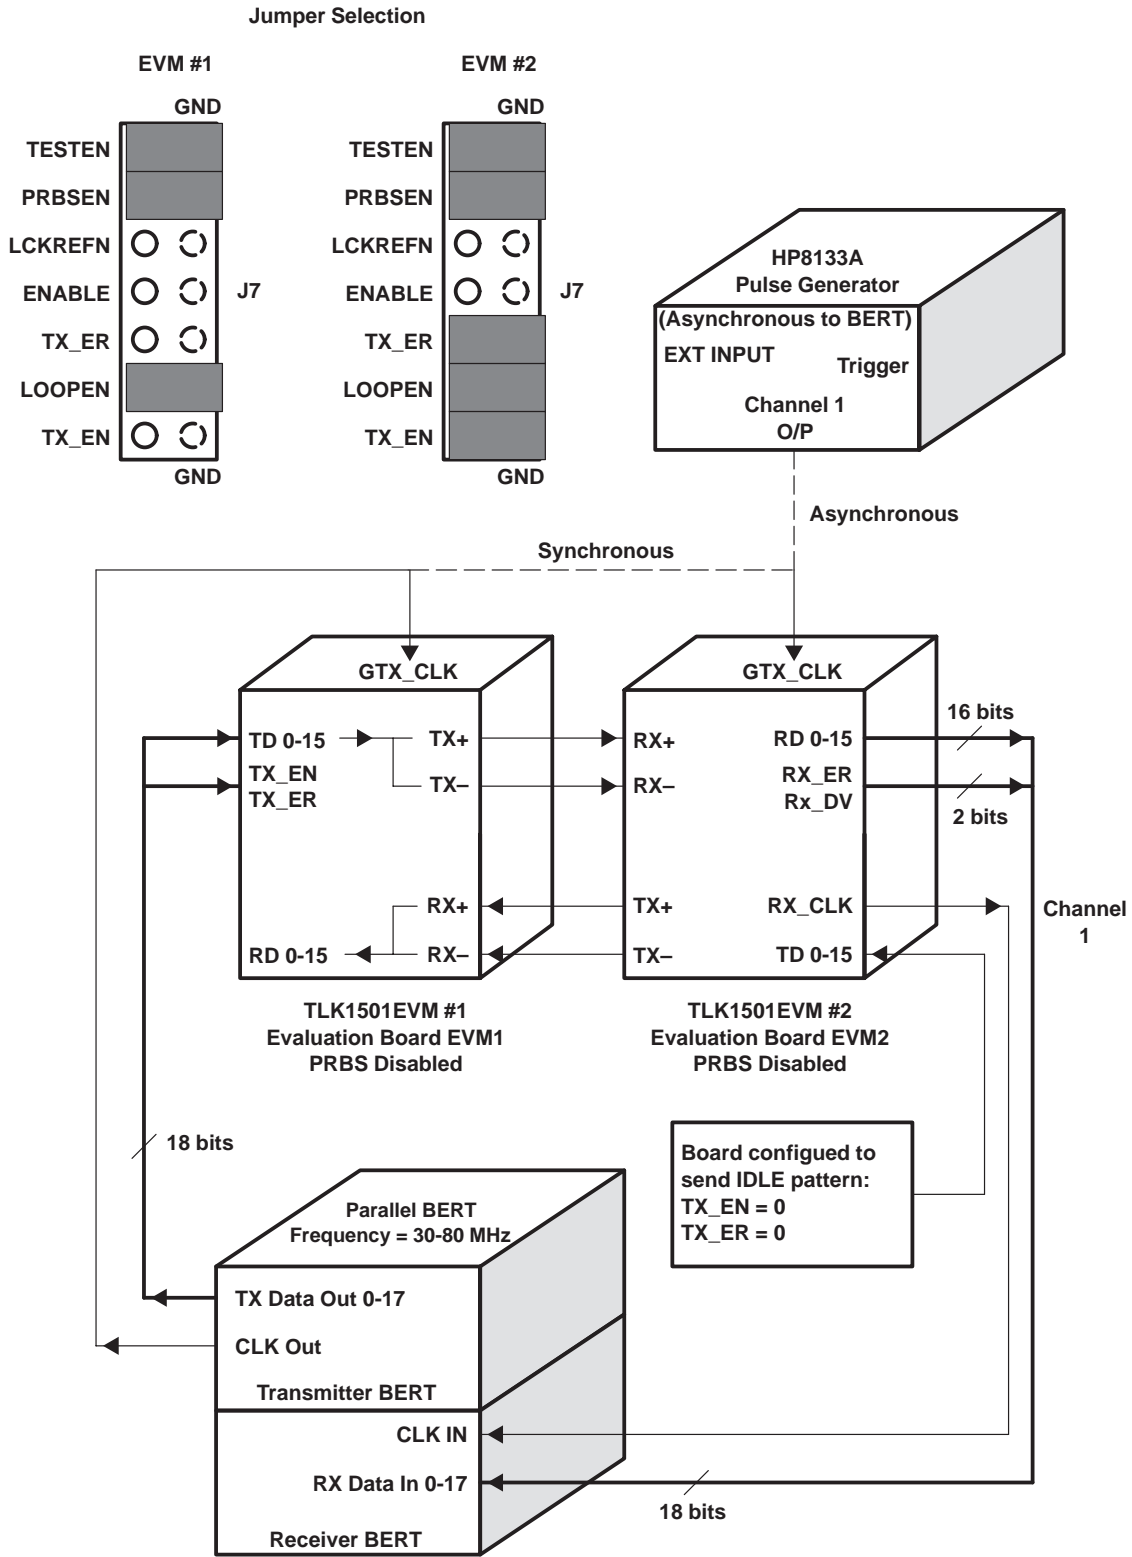 Jumper Selection
EVM #1
GND
TESTEN
PRBSEN
LCKREFN
ENABLE
TX_ER
LOOPEN
TX_EN
J7
GND
EVM #2
GND
TESTEN
PRBSEN
LCKREFN
ENABLE
TX_ER
LOOPEN
TX_EN
J7
GND
HP8133A
Pulse Generator
(Asynchronous to BERT)
EXT INPUT
Trigger
Channel 1
O/P
Asynchronous
Synchronous
GTX_CLK
TD 0-15
TX+
TX_EN
TX–
TX_ER
RX+
RD 0-15
RX–
TLK1501EVM #1
Evaluation Board EVM1
PRBS Disabled
GTX_CLK
RX+
RD 0-15
RX–
RX_ER
Rx_DV
TX+
RX_CLK
TX–
TD 0-15
TLK1501EVM #2
Evaluation Board EVM2
PRBS Disabled
16 bits
2 bits
Channel
1
18 bits
Board configued to
send IDLE pattern:
TX_EN = 0
TX_ER = 0
Parallel BERT
Frequency = 30-80 MHz
TX Data Out 0-17
CLK Out
Transmitter BERT
CLK IN
RX Data In 0-17
Receiver BERT
18 bits